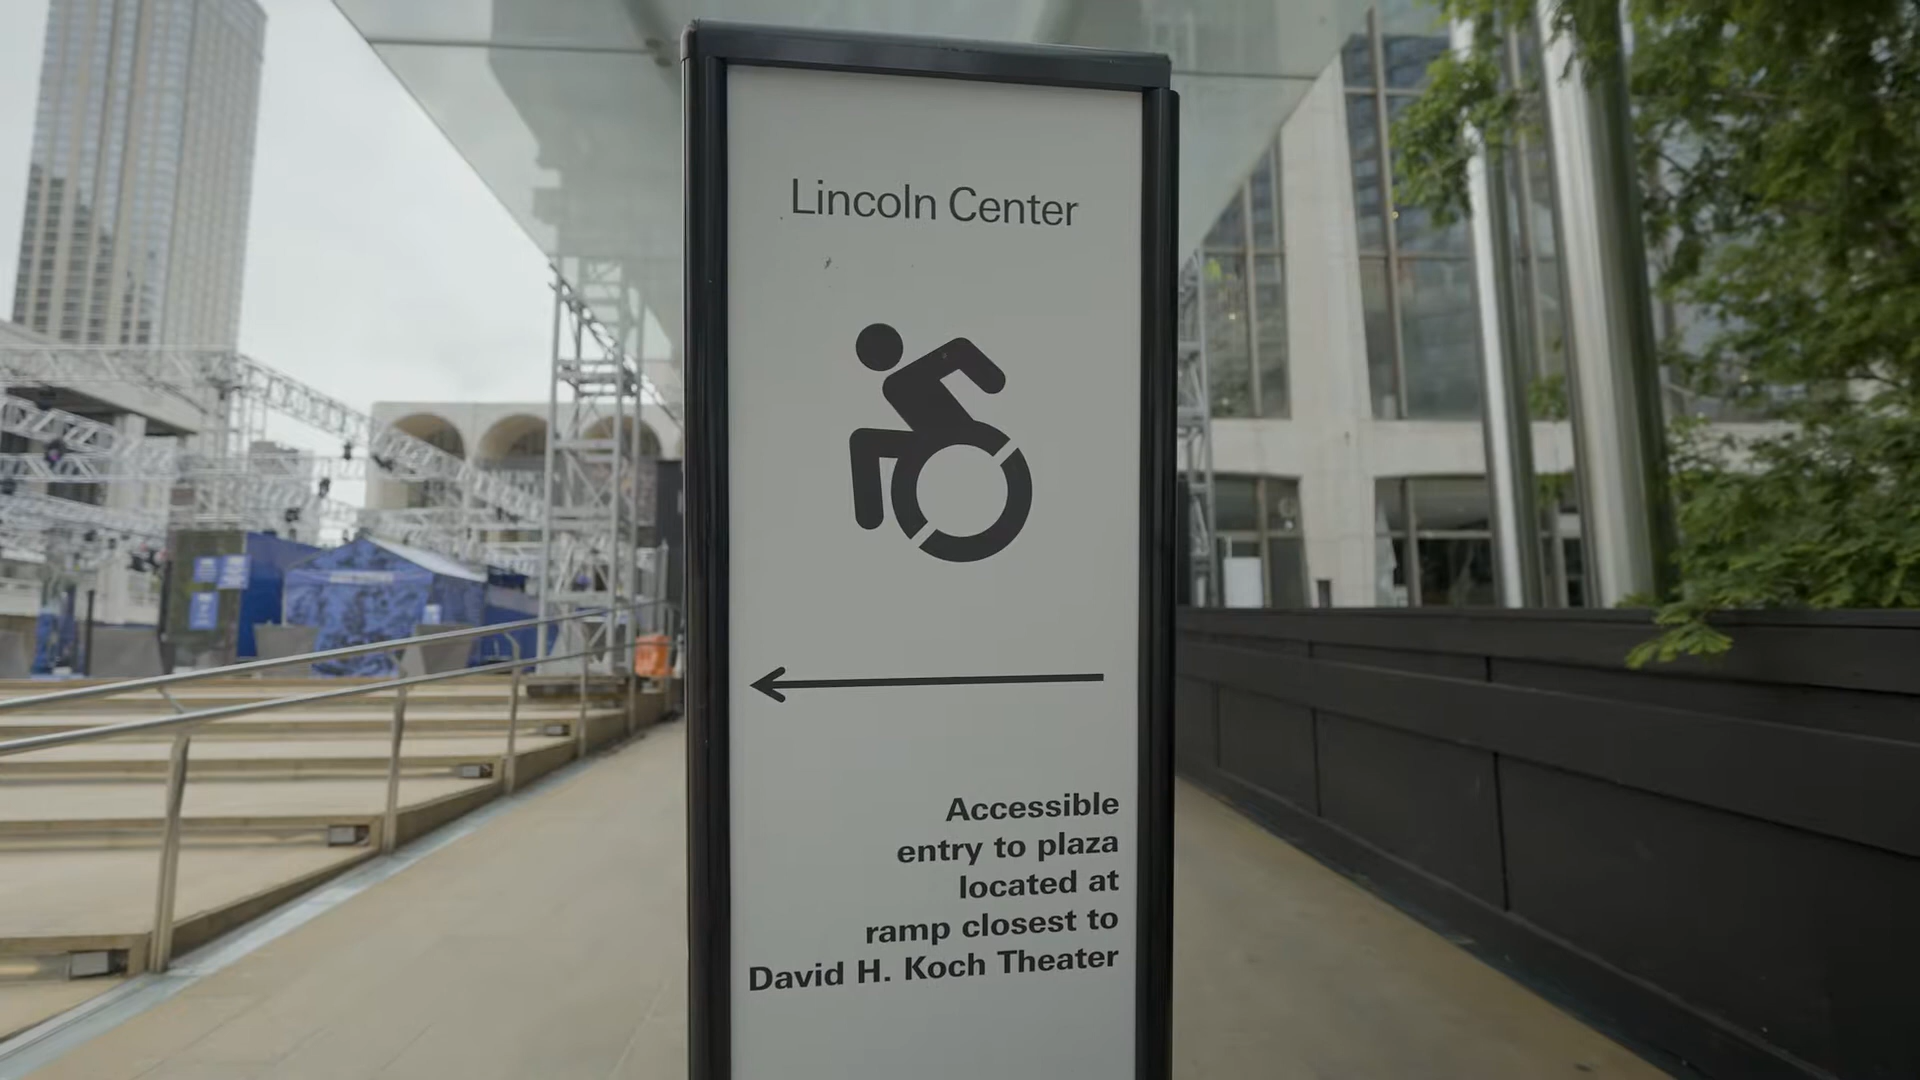 Lincoln Center
Accessible
entry to plaza
located at
ramp closest to
David H. Koch Theater